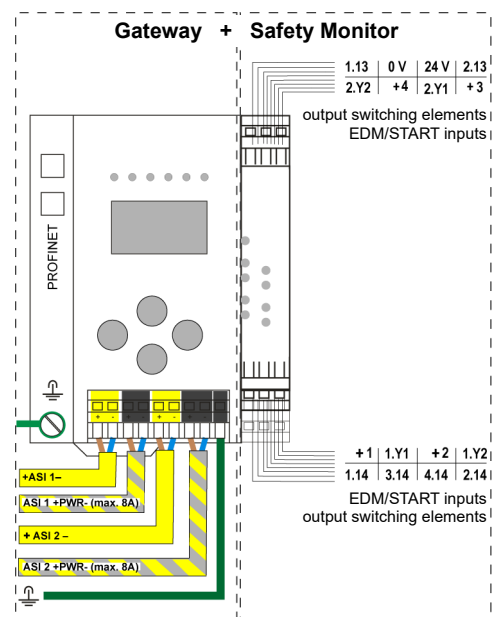 Gateway + Safety Monitor
1.13 0 V 24 V 2.13
2.Y2 +4 2.Y1 +3
output switching elements
EDM/START inputs
PROFINET
+ - + - + - + -
+ASI 1–
ASI 1 +PWR- (max. 8A)
+ ASI 2 –
ASI 2 +PWR- (max. 8A)
+1 1.Y1 +2 1.Y2
1.14 3.14 4.14 2.14
EDM/START inputs
output switching elements